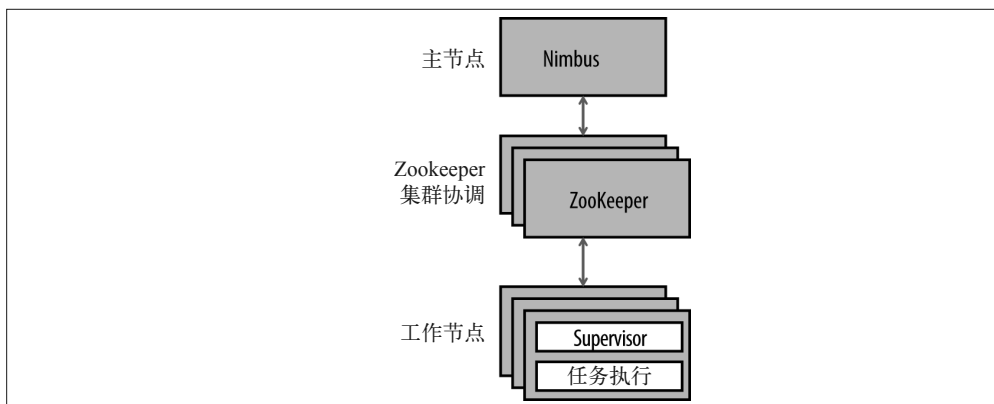 主节点
Nimbus
Zookeeper
集群协调
ZooKeeper
工作节点
Supervisor
任务执行